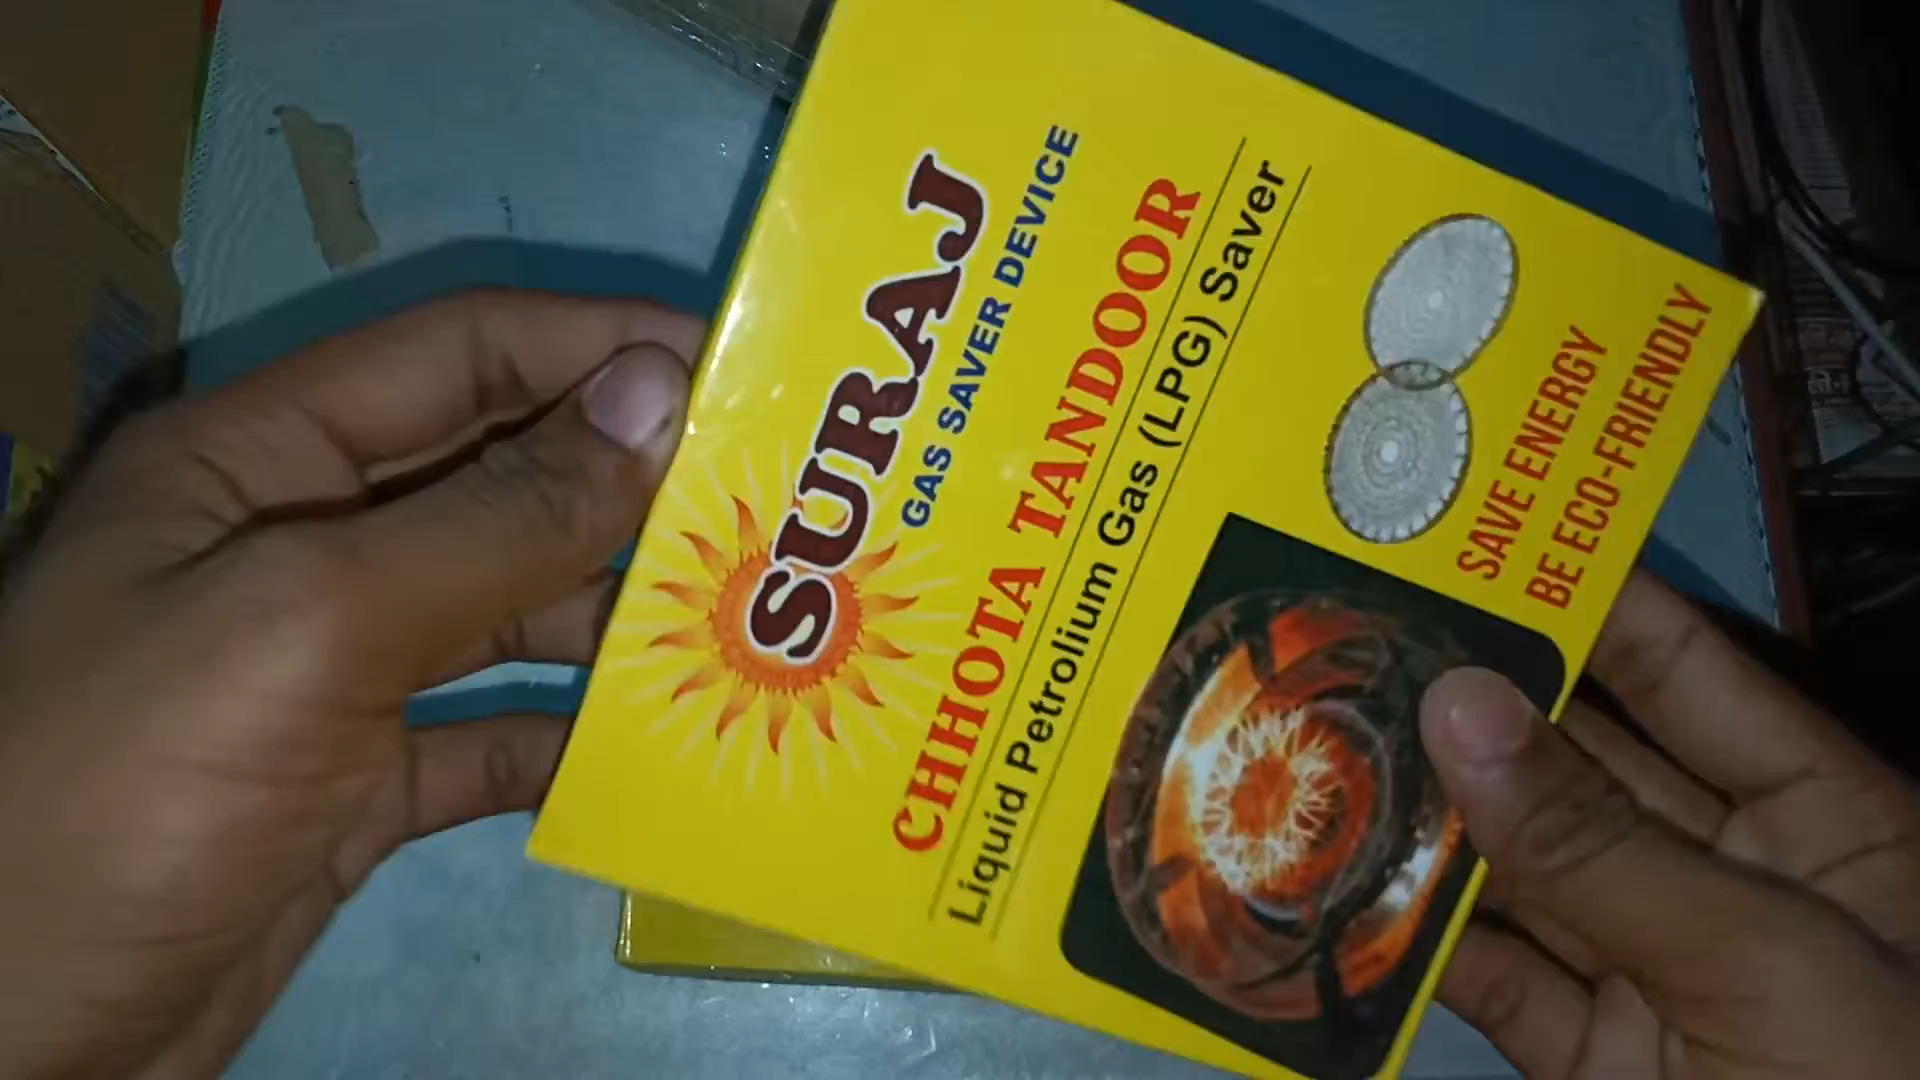 SURAJ
GAS SAVER DEVICE
CHHOTA TANDOOR
Liquid Petrolium Gas (LPG) Saver
SAVE ENERGY
BE ECO-FRIENDLY